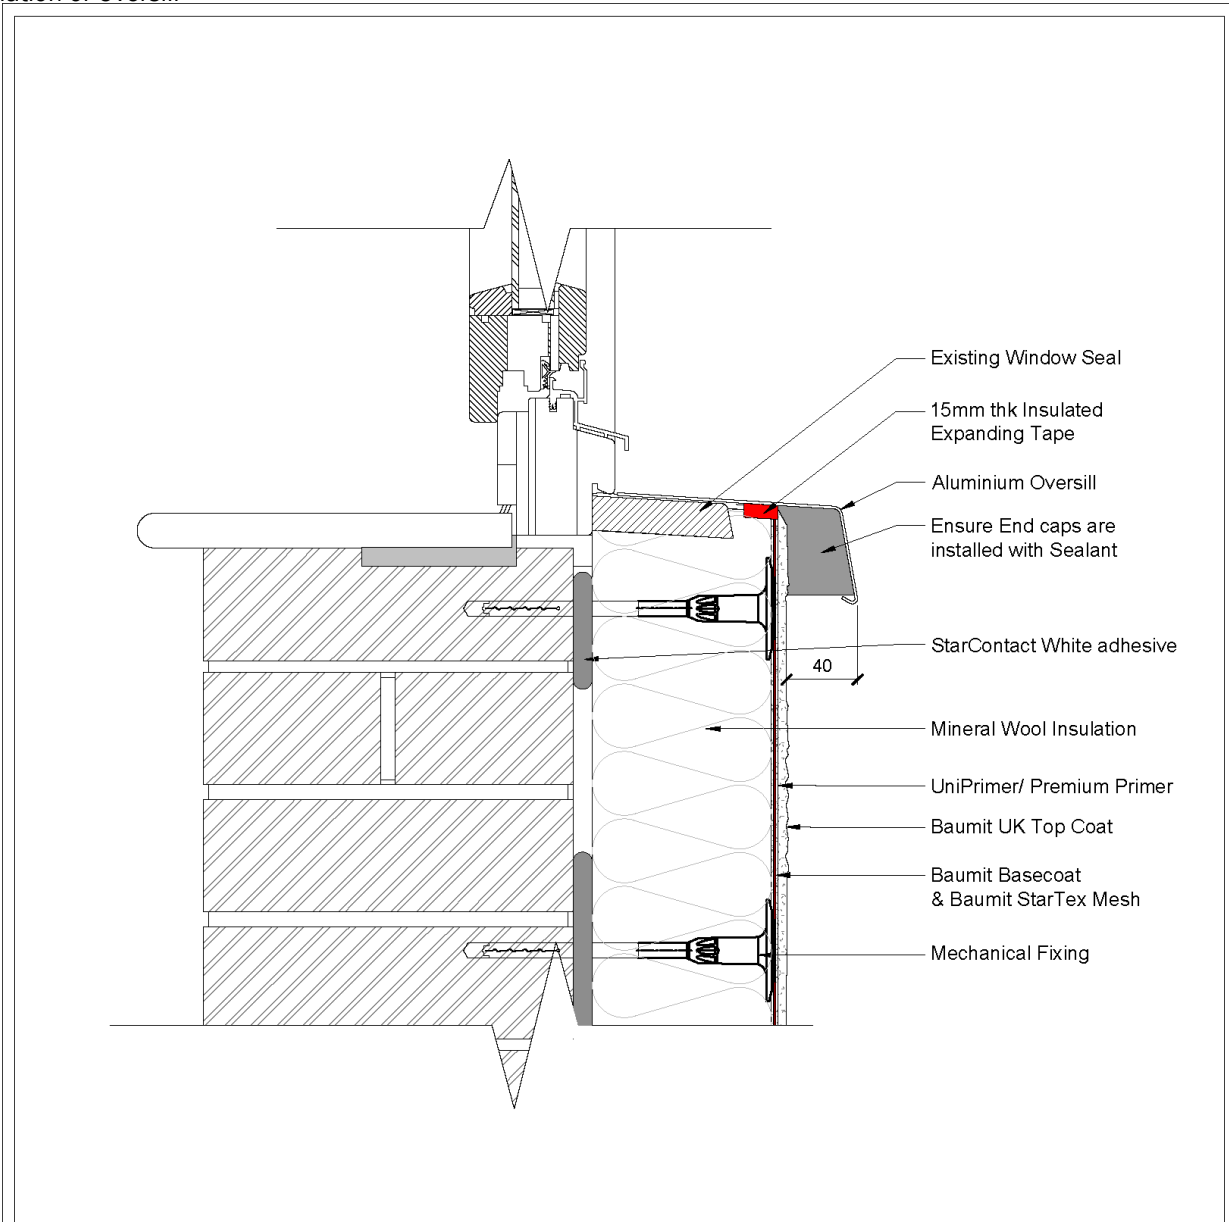 Existing Window Seal
15mm thk Insulated
Expanding Tape
Aluminium Oversill
Ensure End caps are
installed with Sealant
StarContact White adhesive
40
Mineral Wool Insulation
UniPrimer/ Premium Primer
Baumit UK Top Coat
Baumit Basecoat
& Baumit StarTex Mesh
Mechanical Fixing